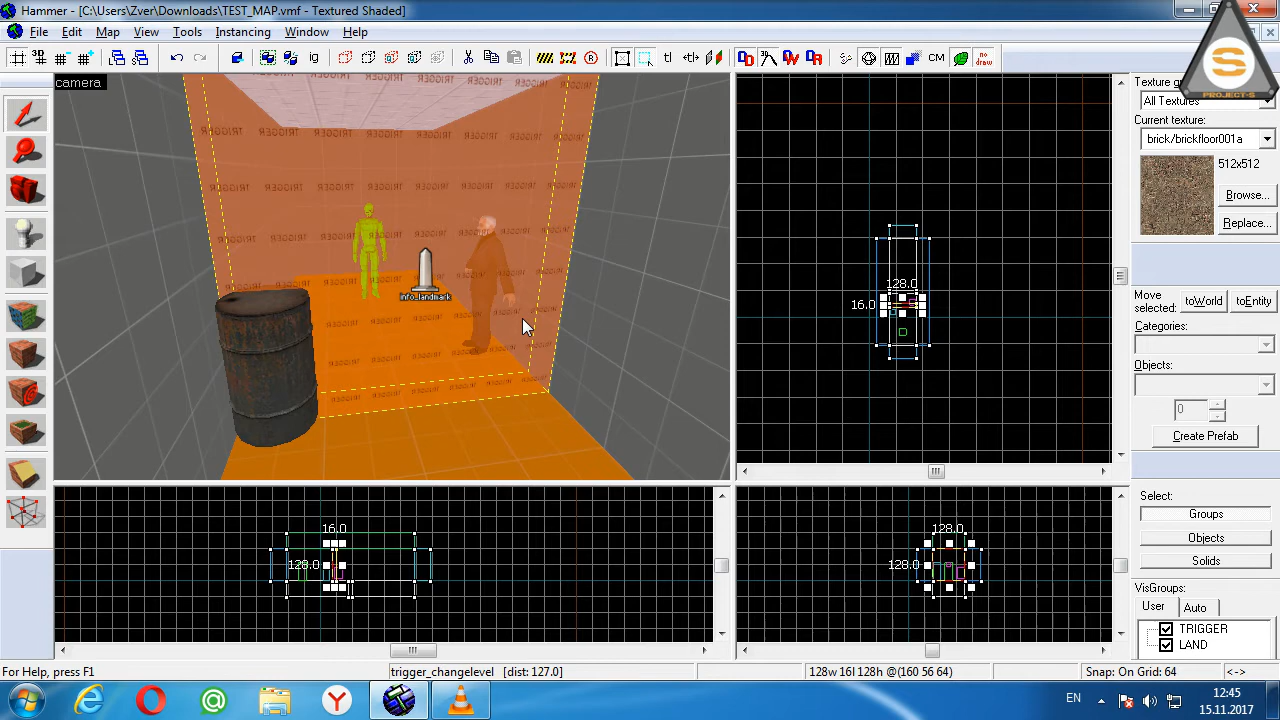 Hammer - [C:\Users\Zver\Downloads\TEST_MAP.vmf - Textured Shaded]
File Edit Map View Tools Instancing Window Help
camera
TRIGGER
info_landmark
128.0
16.0
16.0
128.0
128.0
128.0
S
PROJECT-S
All Textures
Current texture:
brick/brickfloor001a
512x512
Browse...
Replace...
Move
toWorld
toEntity
Categories:
Objects:
0
Create Prefab
Select:
Groups
Objects
Solids
VisGroups:
User Auto
TRIGGER
LAND
For Help, press F1
trigger_changelevel [dist: 127.0]
128w 16l 128h @(160 56 64)
Snap: On Grid: 64
<->
EN
12:45
15.11.2017